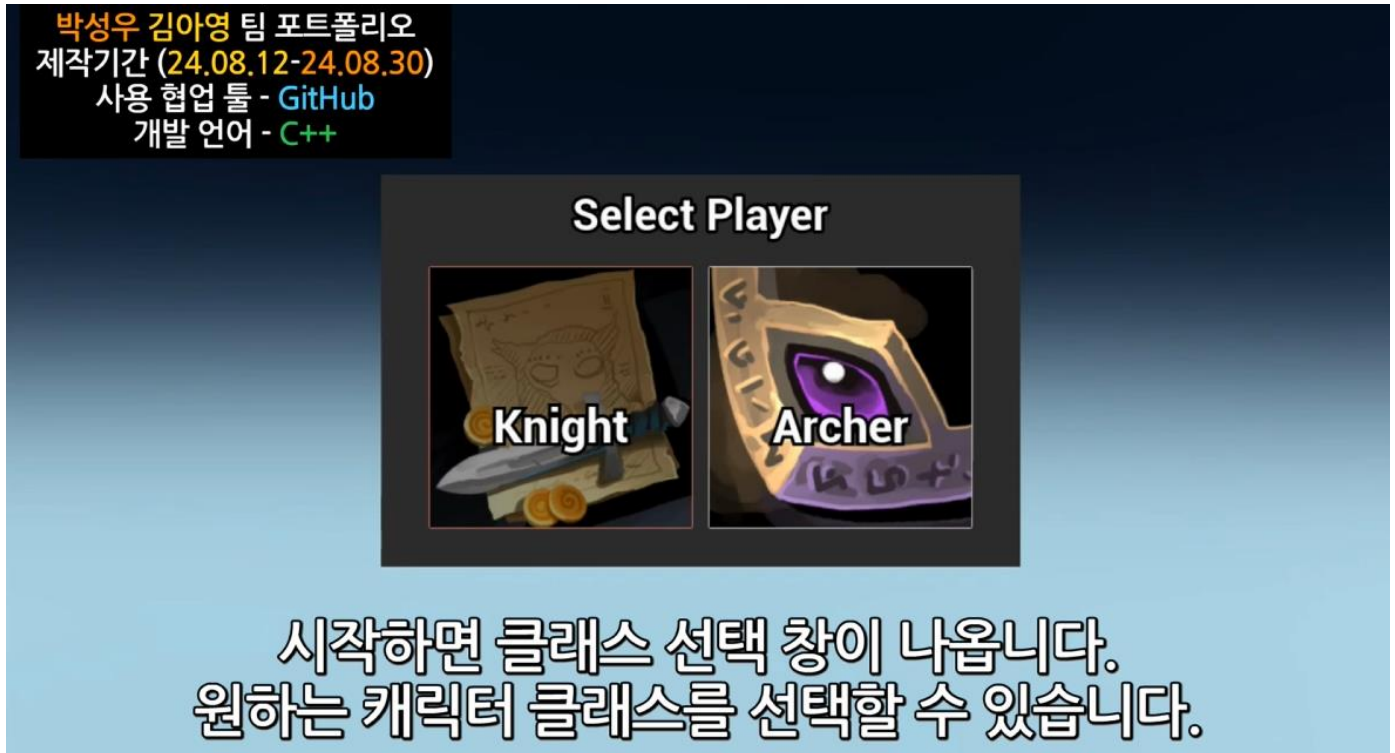 박성우 김아영 팀 포트폴리오
제작기간 (24.08.12-24.08.30)
사용 협업 툴 - GitHub
개발 언어 - C++
Select Player
Knight
Archer
시작하면 클래스 선택 창이 나옵니다.
원하는 캐릭터 클래스를 선택할 수 있습니다.